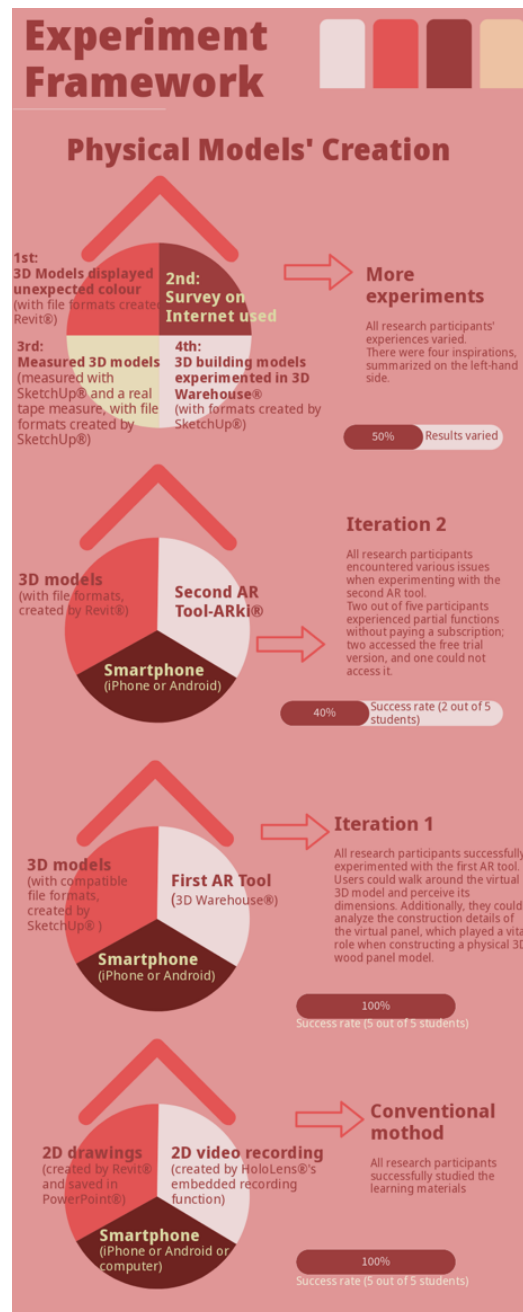 Experiment
Framework
Physical Models' Creation
1st:
3D Models displayed
unexpected colour
(with file formats created
Revit®)
2nd:
Survey on
Internet used
3rd:
Measured 3D models
(measured with
SketchUp® and a real
tape measure, with file
formats created by
SketchUp®)
4th:
3D building models
experimented in 3D
Warehouse®
(with formats created by
SketchUp®)
More
experiments
All research participants'
experiences varied.
There were four inspirations,
summarized on the left-hand
side.
50%
Results varied
3D models
(with file formats,
created by Revit®)
Second AR
Tool-ARki®
Smartphone
(iPhone or Android)
Iteration 2
All research participants
encountered various issues
when experimenting with the
second AR tool.
Two out of five participants
experienced partial functions
without paying a subscription;
two accessed the free trial
version, and one could not
access it.
40%
Success rate (2 out of 5
students)
3D models
(with compatible
file formats,
created by
SketchUp® )
First AR Tool
(3D Warehouse®)
Smartphone
(iPhone or Android)
Iteration 1
All research participants successfully
experimented with the first AR tool.
Users could walk around the virtual
3D model and perceive its
dimensions. Additionally, they could
analyze the construction details of
the virtual panel, which played a vita
role when constructing a physical 3D
wood panel model.
100%
Success rate (5 out of 5 students)
2D drawings
(created by Revit®
and saved in
PowerPoint®)
2D video recording
(created by HoloLens®'s
embedded recording
function)
Smartphone
(iPhone or Android or
computer)
Conventional
mothod
All research participants
successfully studied the
learning materials
100%
Success rate (5 out of 5 students)